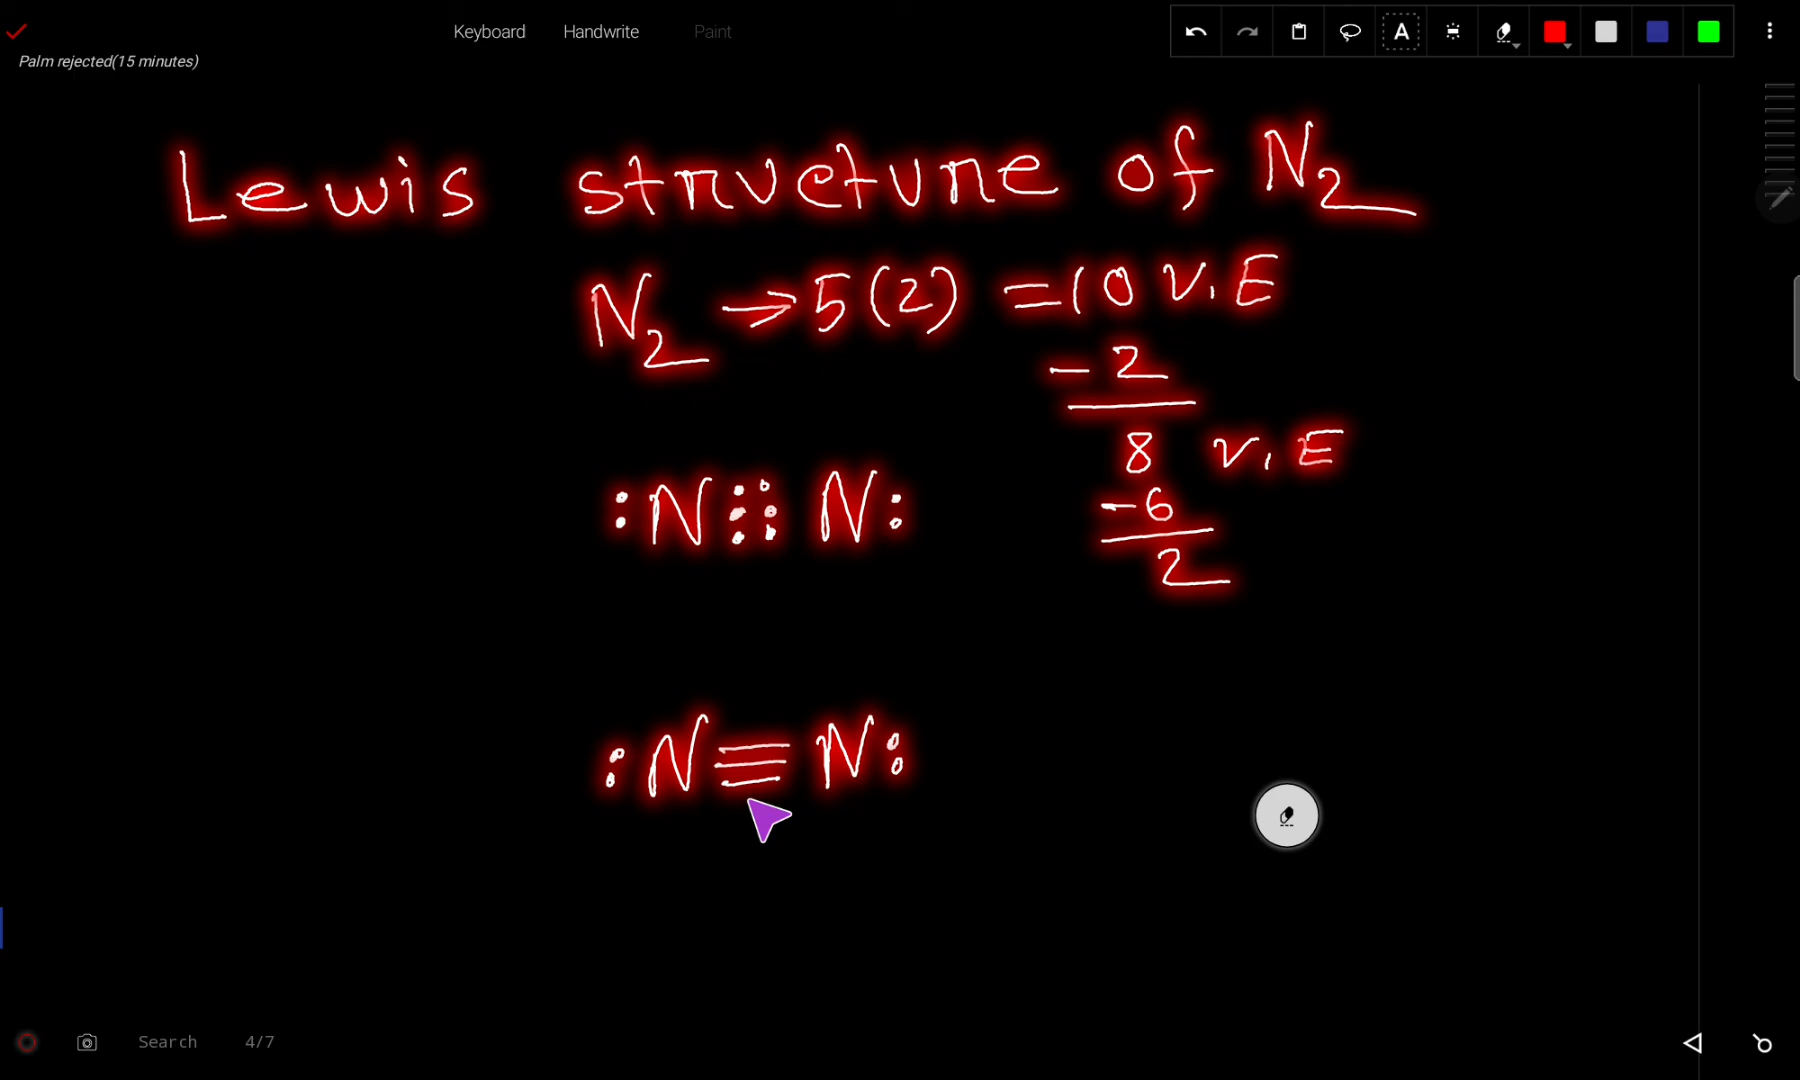 Keyboard Handwrite Paint A
Palm rejected(15 minutes)
Lewis structure of N2
N2 → 5(2) = 10 V.E
- 2
8 V.E
- 6
2
:N⋮⋮N:
:N≡N:
Search 4/7